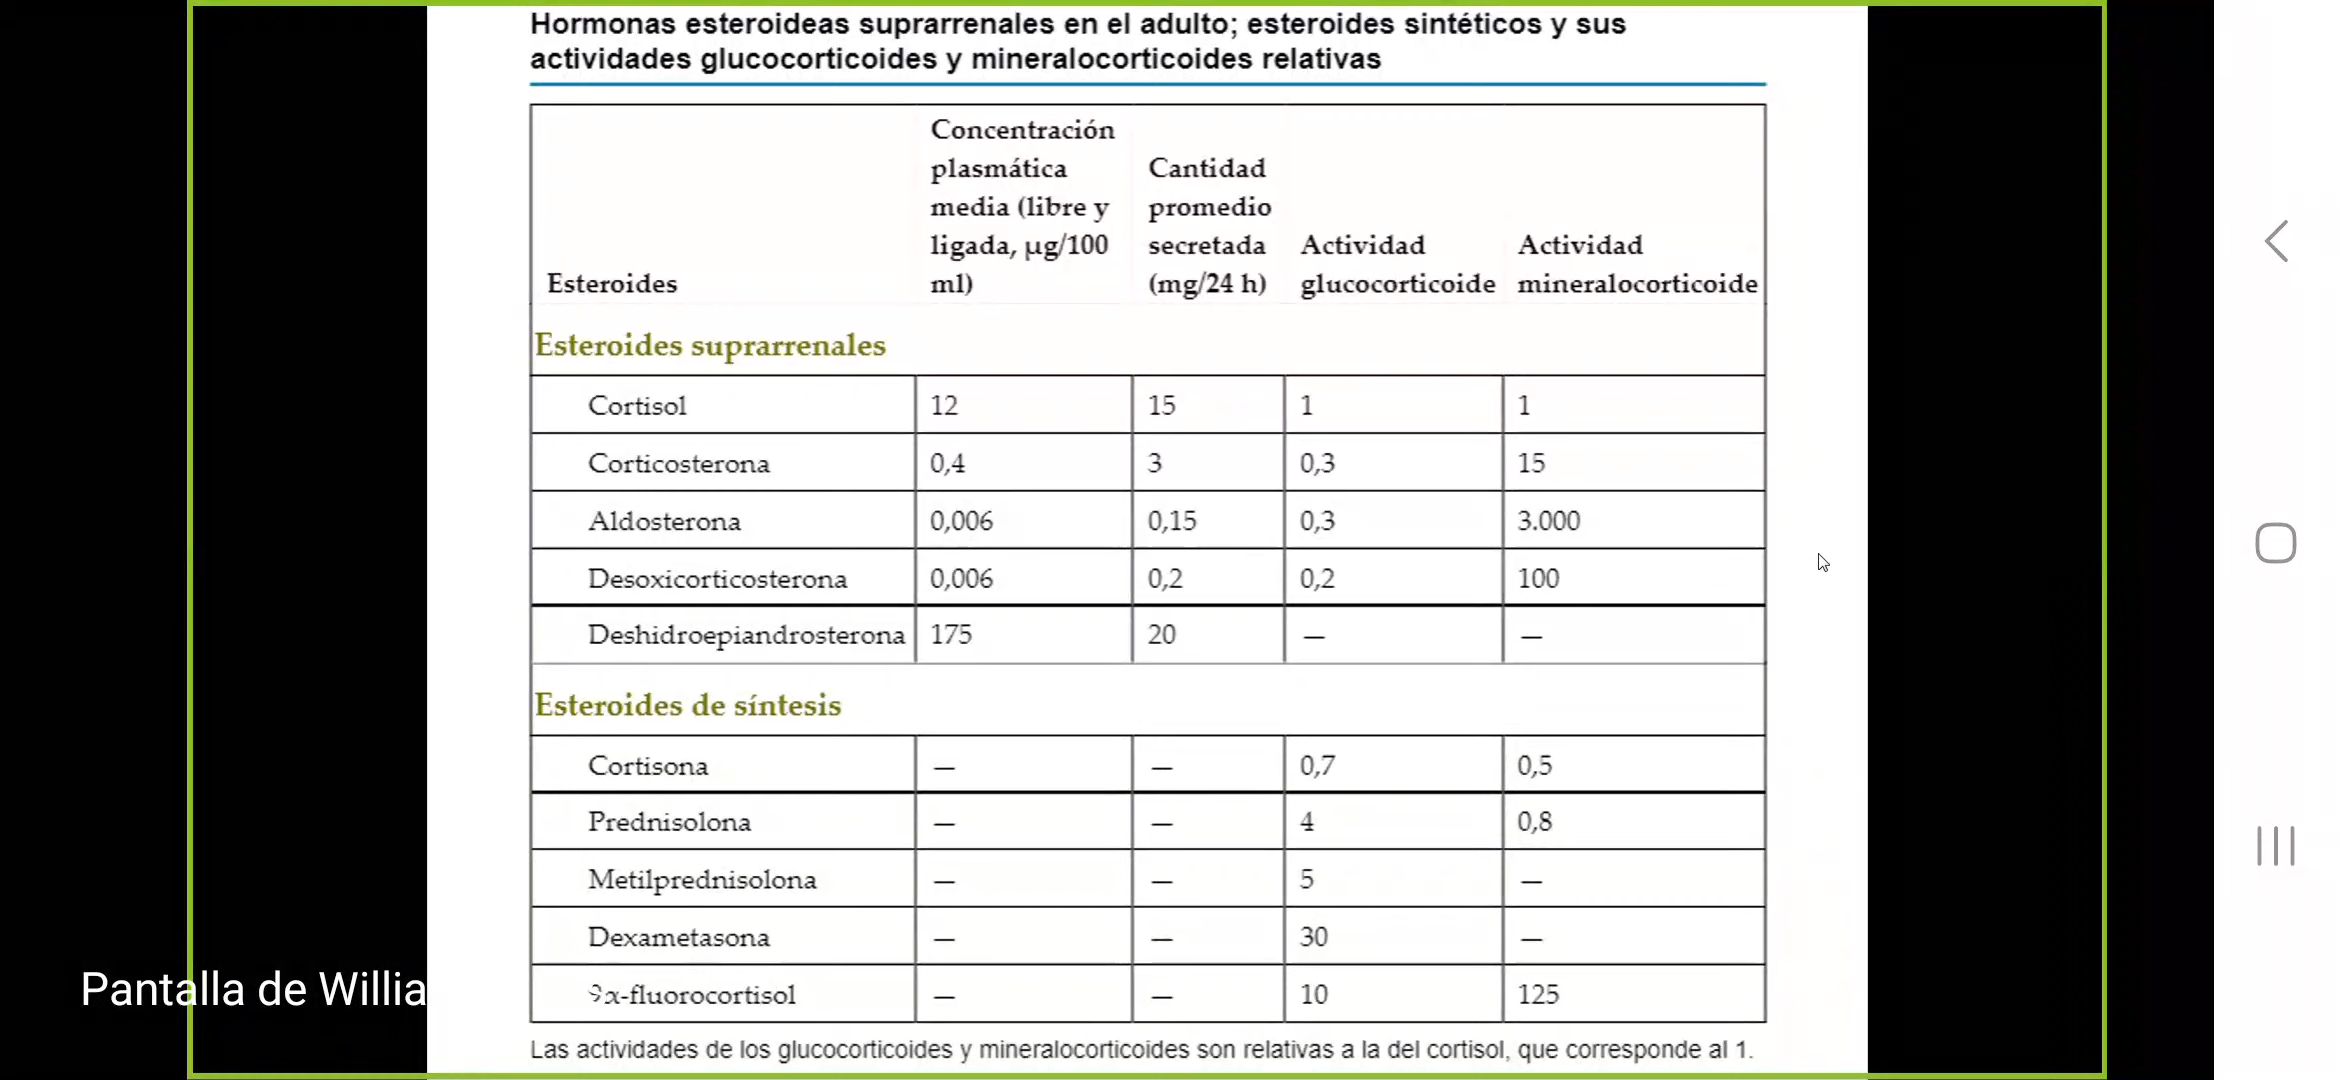 Hormonas esteroideas suprarrenales en el adulto; esteroides sintéticos y sus
actividades glucocorticoides y mineralocorticoides relativas
Esteroides
Concentración
plasmática
media (libre y
ligada, µg/100
ml)
Cantidad
promedio
secretada
(mg/24 h)
Actividad
glucocorticoide
Actividad
mineralocorticoide
Esteroides suprarrenales
Cortisol 12 15 1 1
Corticosterona 0,4 3 0,3 15
Aldosterona 0,006 0,15 0,3 3.000
Desoxicorticosterona 0,006 0,2 0,2 100
Deshidroepiandrosterona 175 20 — —
Esteroides de síntesis
Cortisona — — 0,7 0,5
Prednisolona — — 4 0,8
Metilprednisolona — — 5 —
Dexametasona — — 30 —
9α-fluorocortisol — — 10 125
Las actividades de los glucocorticoides y mineralocorticoides son relativas a la del cortisol, que corresponde al 1.
Pantalla de Willia